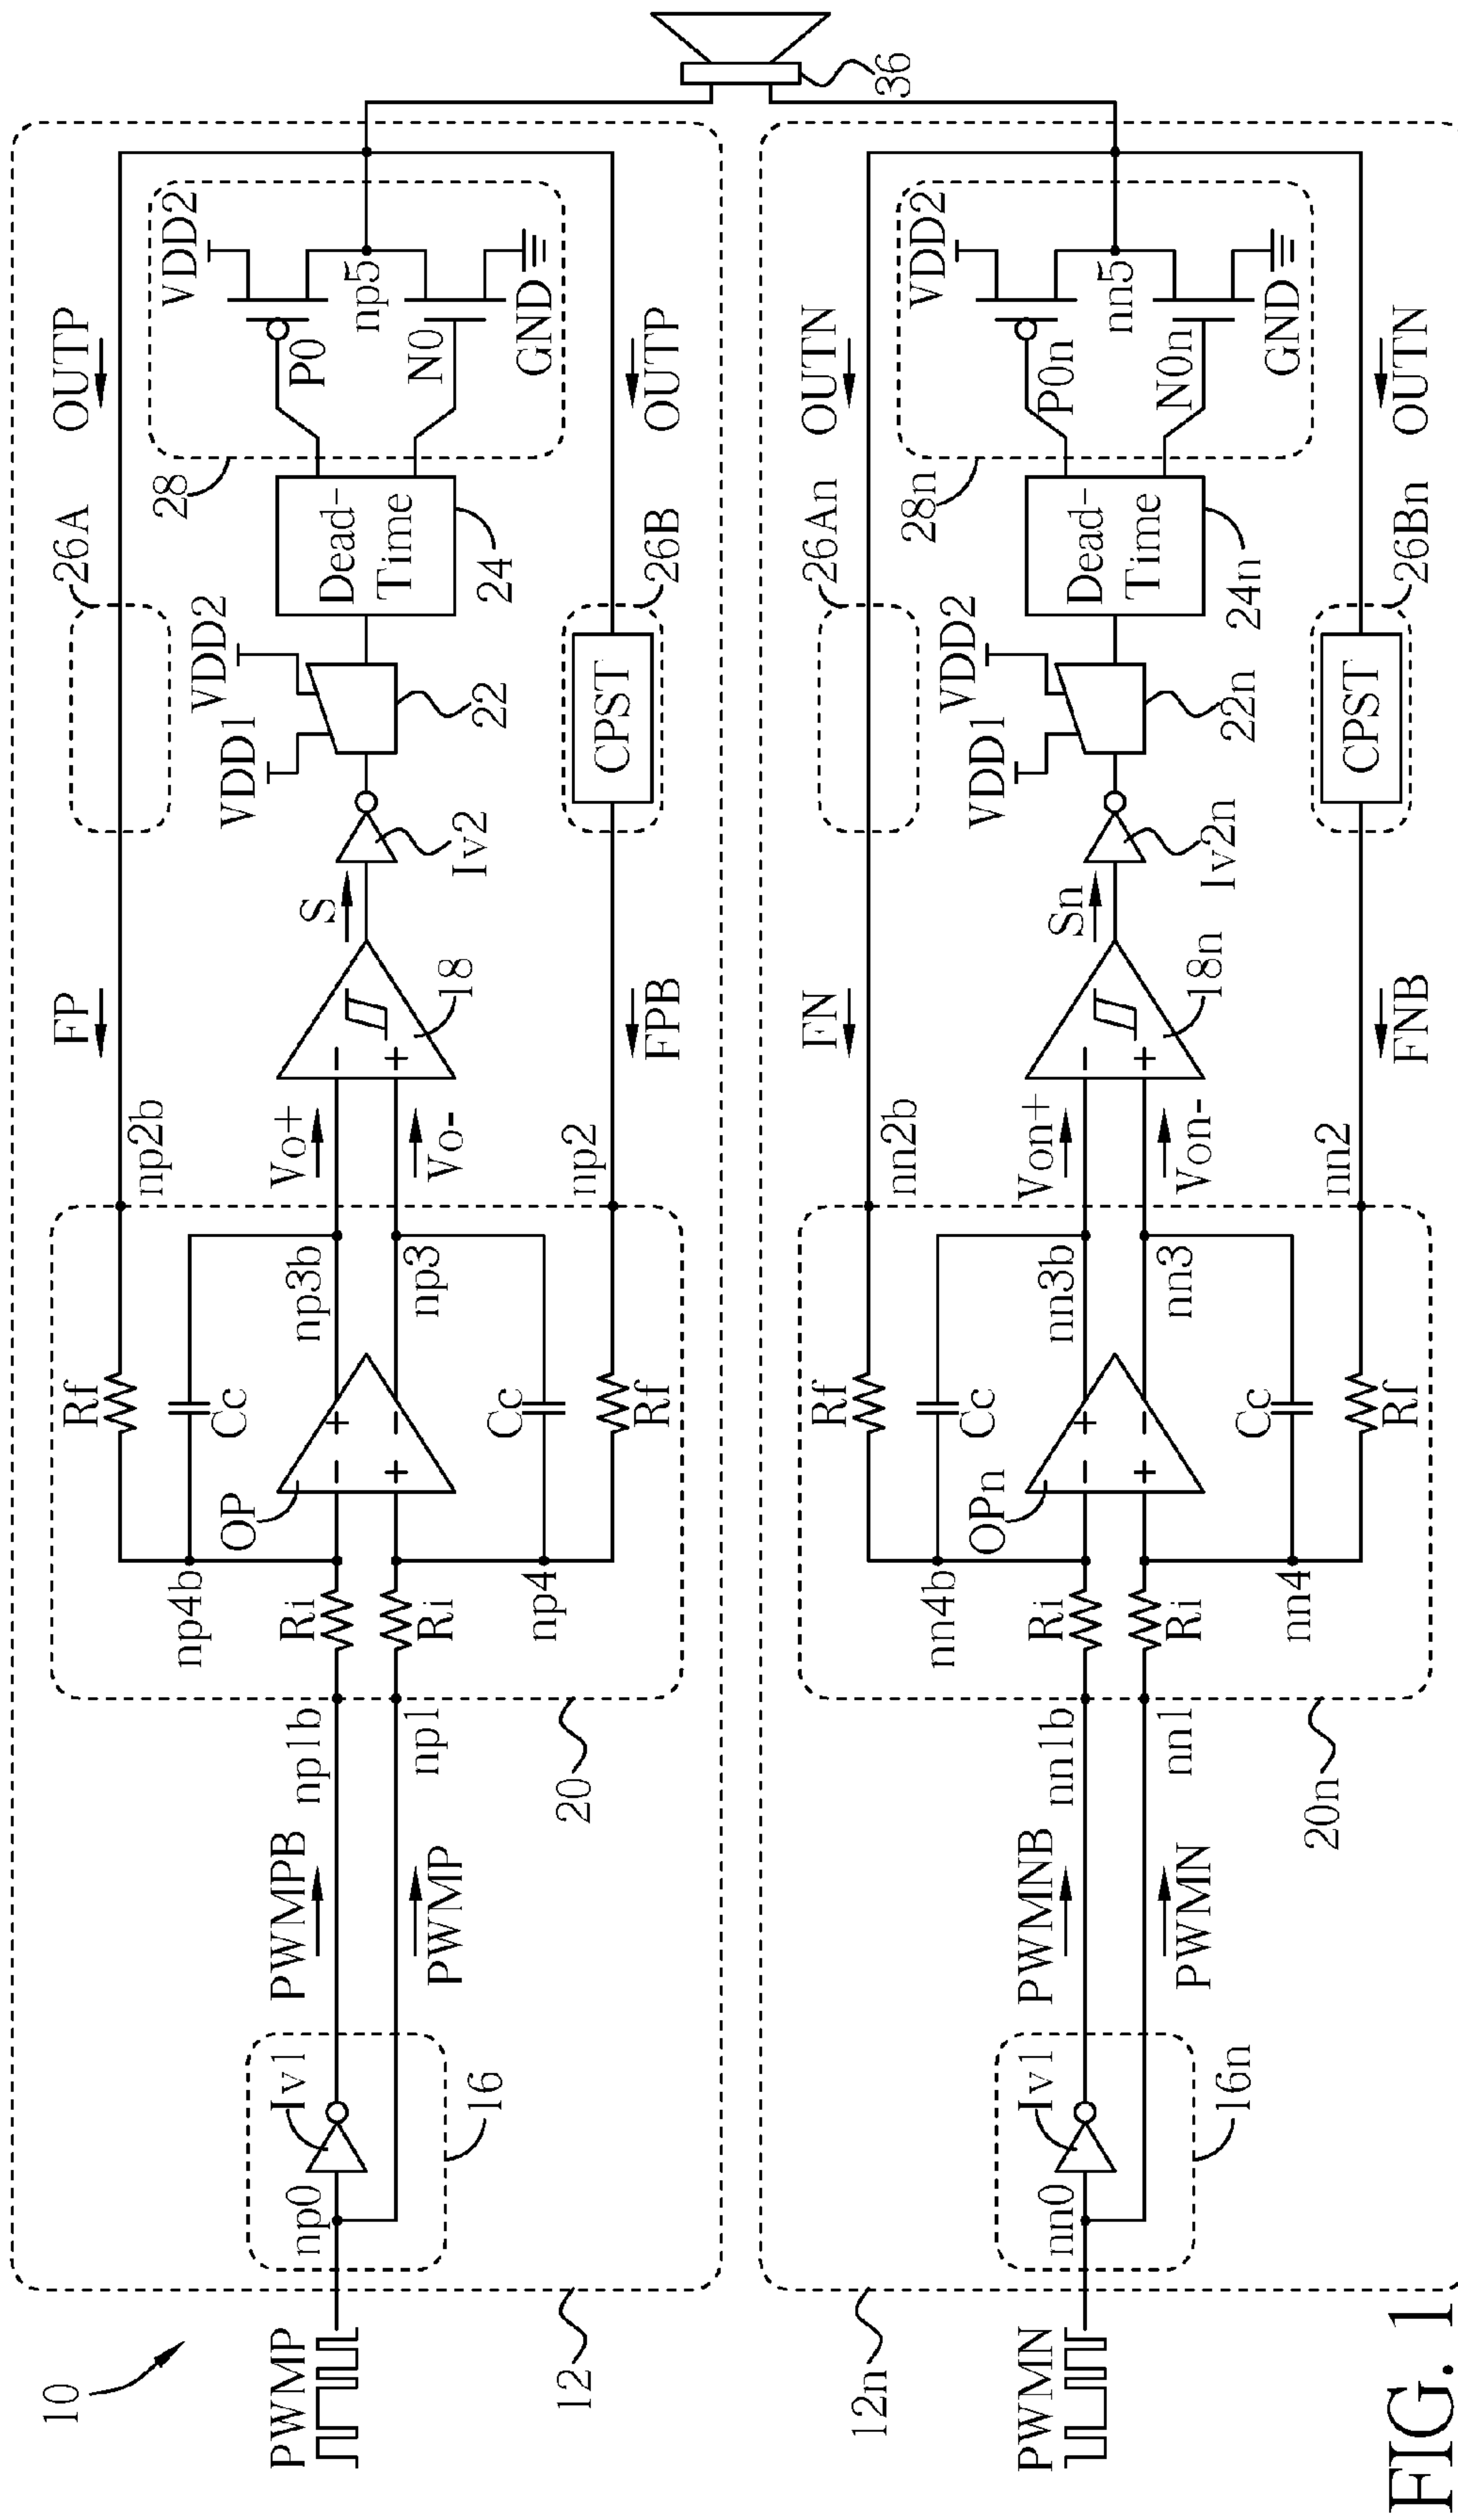 10
12
PWMP
np0
Iv1
16
PWMPB
PWMP
np1b
np1
20
np4b
Ri
Ri
np4
OP
Rf
Cc
Cc
Rf
-
+
+
-
np3b
np3
np2b
np2
Vo+
Vo-
FP
FPB
-
+
18
S
Iv2
VDD1
VDD2
22
26A
CPST
26B
Dead-
Time
24
28
OUTP
OUTP
P0
N0
VDD2
np5
GND
36
12n
PWMN
nn0
Iv1
16n
PWMNB
PWMN
nn1b
nn1
20n
nn4b
Ri
Ri
nn4
OPn
Rf
Cc
Cc
Rf
-
+
+
-
nn3b
nn3
nn2b
nn2
Von+
Von-
FN
FNB
-
+
18n
Sn
Iv2n
VDD1
VDD2
22n
26An
CPST
26Bn
Dead-
Time
24n
28n
OUTN
OUTN
P0n
N0n
VDD2
nn5
GND
FIG. 1